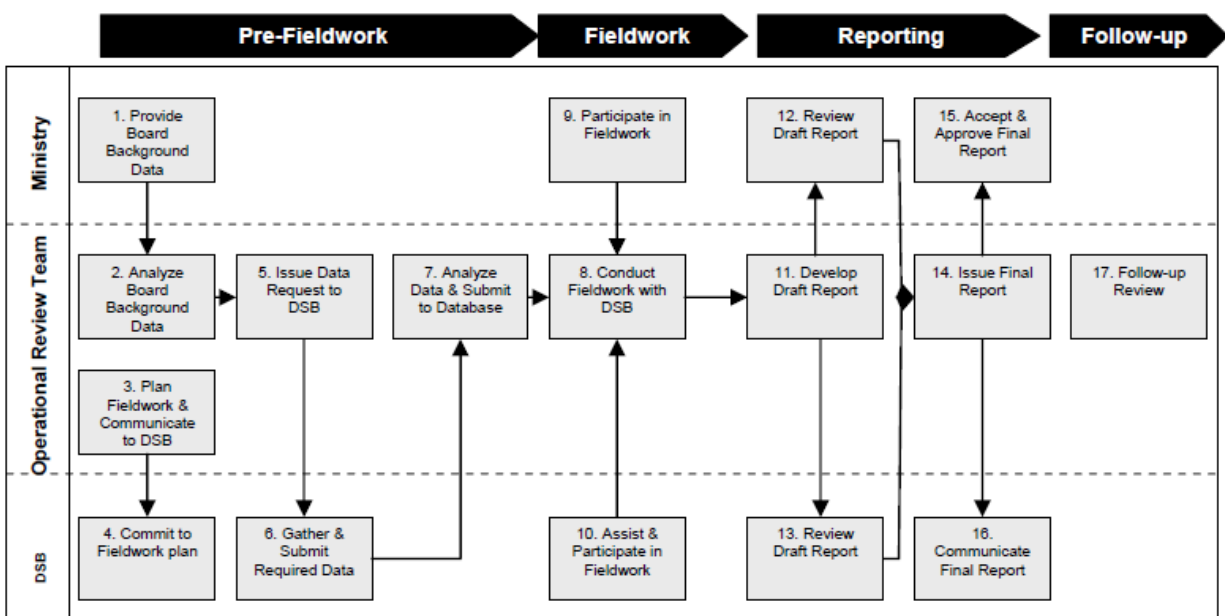 Pre-Fieldwork
Fieldwork
Reporting
Follow-up
Ministry
1. Provide
Board
Background
Data
9. Participate in
Fieldwork
12. Review
Draft Report
15. Accept &
Approve Final
Report
Operational Review Team
2. Analyze
Board
Background
Data
5. Issue Data
Request to
DSB
7. Analyze
Data & Submit
to Database
8. Conduct
Fieldwork with
DSB
11. Develop
Draft Report
14. Issue Final
Report
17. Follow-up
Review
3. Plan
Fieldwork &
Communicate
to DSB
DSB
4. Commit to
Fieldwork plan
6. Gather &
Submit
Required Data
10. Assist &
Participate in
Fieldwork
13. Review
Draft Report
16.
Communicate
Final Report